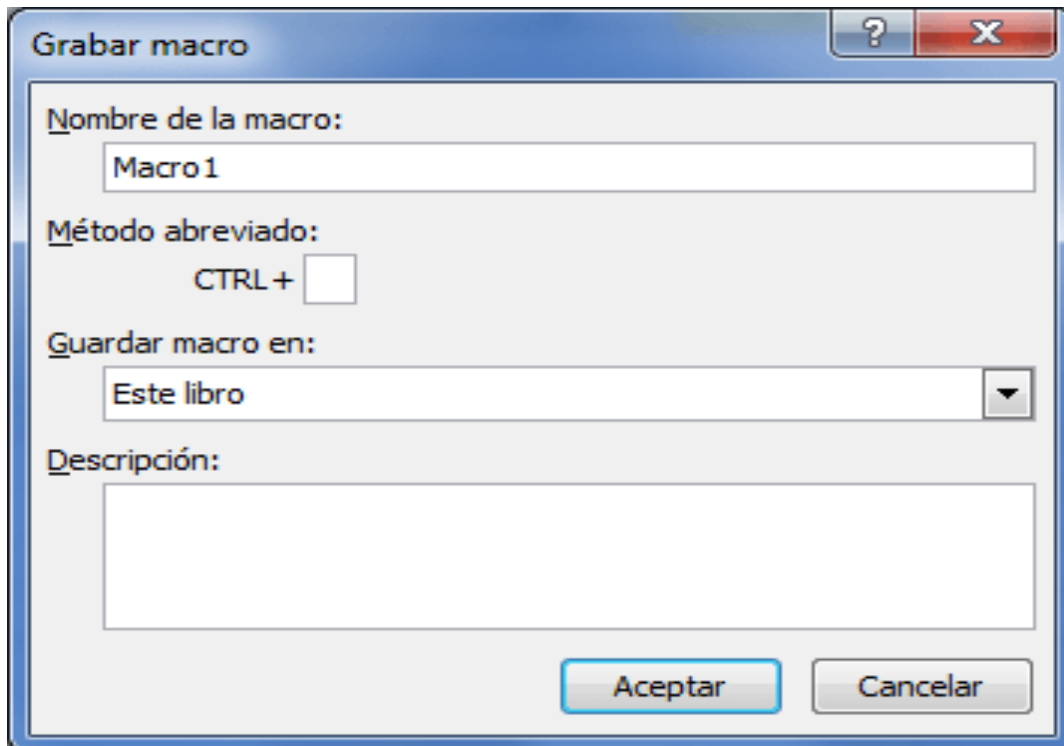 Grabar macro
?
Nombre de la macro:
Macro1
Método abreviado:
CTRL+
Guardar macro en:
Este libro
Descripción:
Aceptar Cancelar